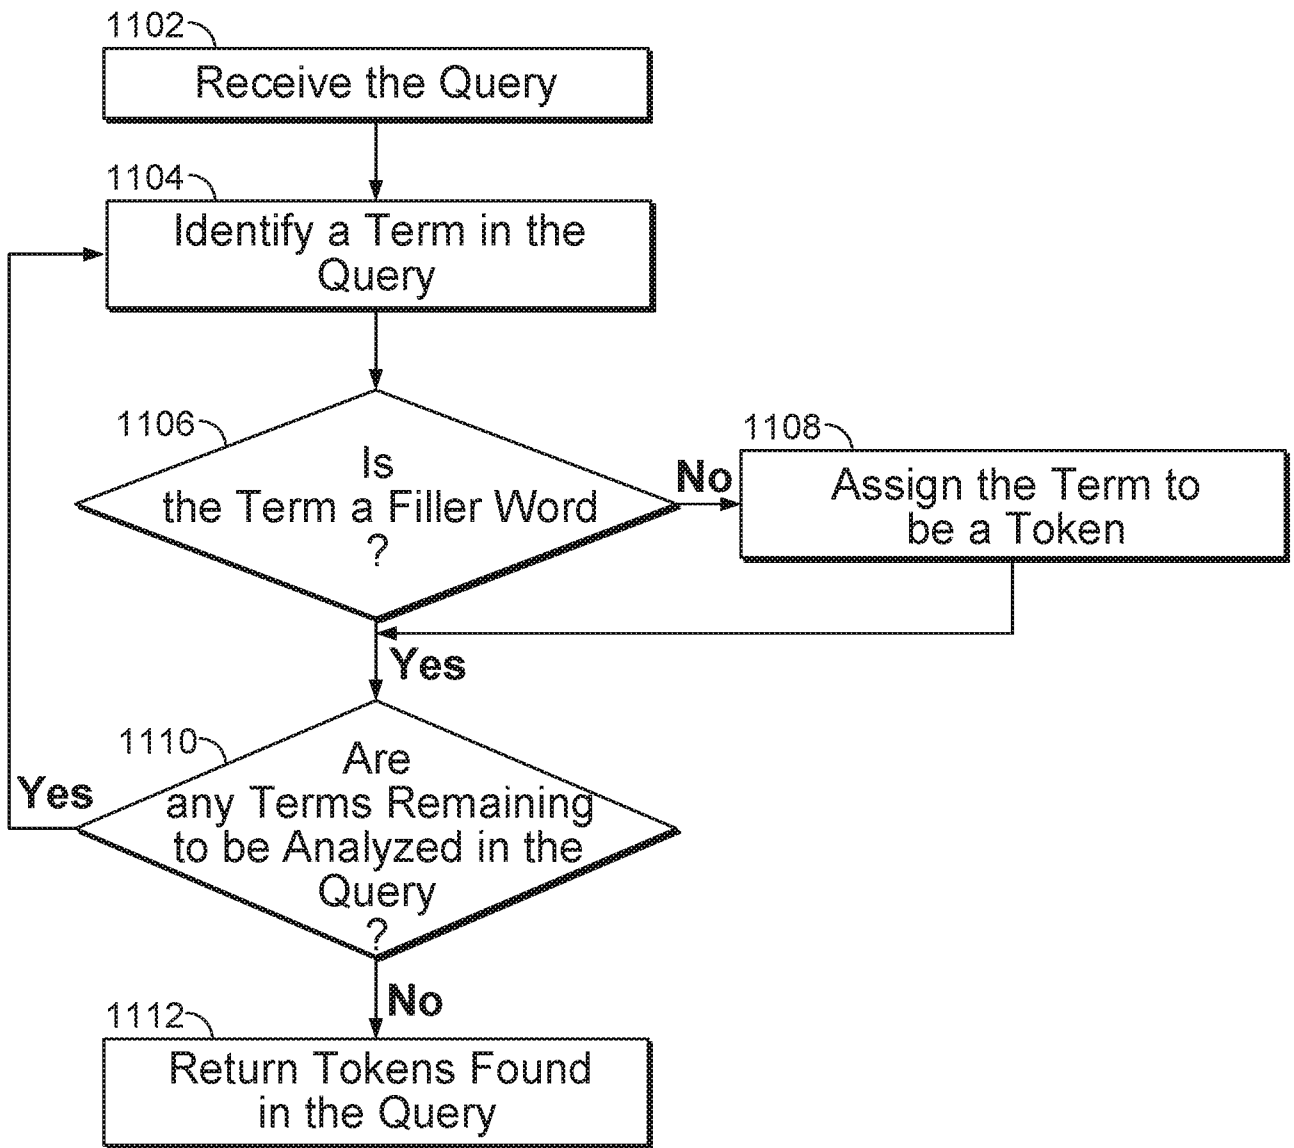 1102
Receive the Query
1104
Identify a Term in the
Query
1106
Is
the Term a Filler Word
?
No
1108
Assign the Term to
be a Token
Yes
1110
Are
any Terms Remaining
to be Analyzed in the
Query
?
Yes
No
1112
Return Tokens Found
in the Query